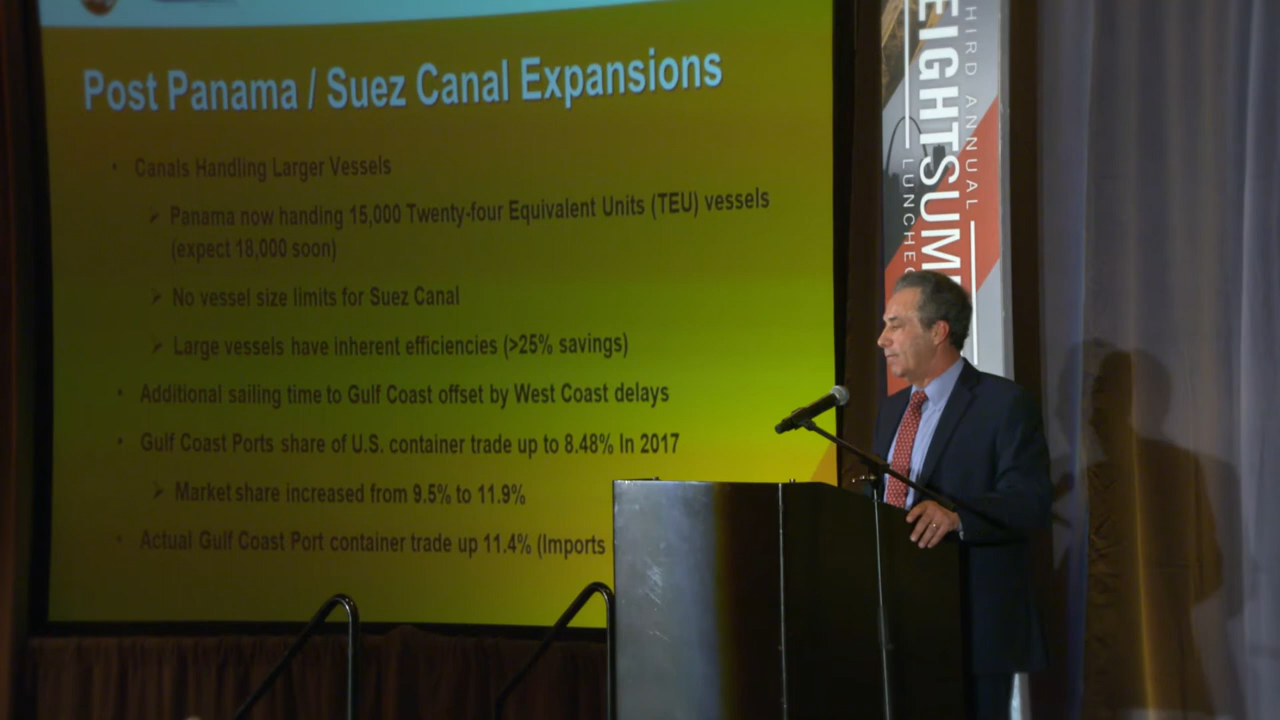 Post Panama / Suez Canal Expansions
• Canals Handling Larger Vessels
➢ Panama now handing 15,000 Twenty-four Equivalent Units (TEU) vessels
(expect 18,000 soon)
➢ No vessel size limits for Suez Canal
➢ Large vessels have inherent efficiencies (>25% savings)
• Additional sailing time to Gulf Coast offset by West Coast delays
• Gulf Coast Ports share of U.S. container trade up to 8.48% In 2017
➢ Market share increased from 9.5% to 11.9%
• Actual Gulf Coast Port container trade up 11.4% (Imports
HIRD ANNUAL
EIGHTSUM
LUNCHEO